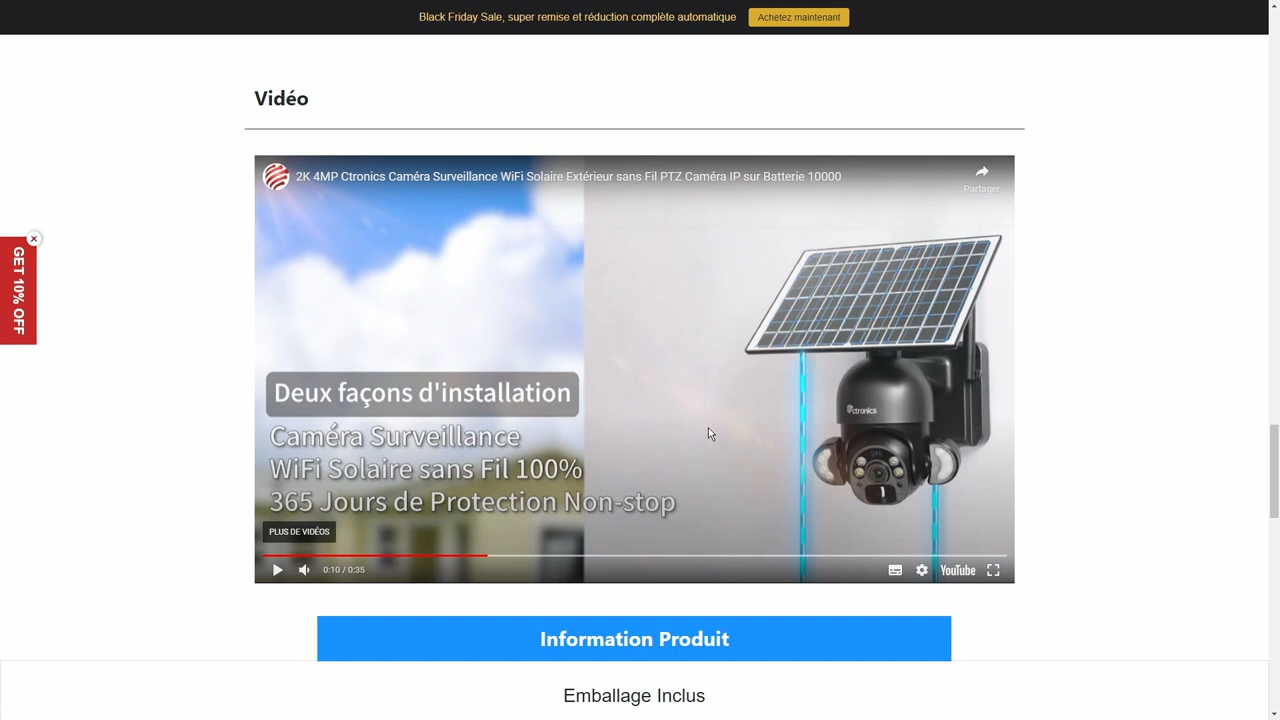 Black Friday Sale, super remise et réduction complète automatique
Achetez maintenant
Vidéo
2K 4MP Ctronics Caméra Surveillance WiFi Solaire Extérieur sans Fil PTZ Caméra IP sur Batterie 10000
Partager
GET 10% OFF
Deux façons d'installation
Caméra Surveillance
WiFi Solaire sans Fil 100%
365 Jours de Protection Non-stop
ctronics
PLUS DE VIDÉOS
0:10 / 0:35
YouTube
Information Produit
Emballage Inclus